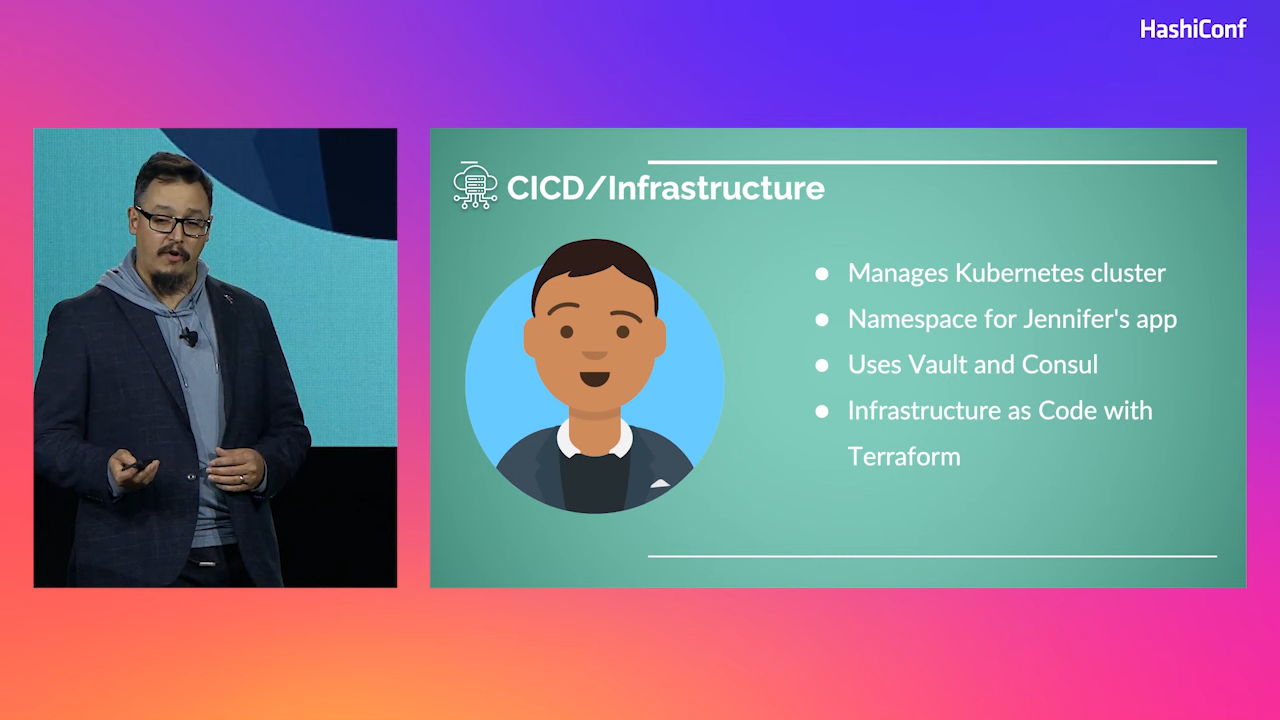 HashiConf
CICD/Infrastructure
● Manages Kubernetes cluster
● Namespace for Jennifer's app
● Uses Vault and Consul
● Infrastructure as Code with
Terraform